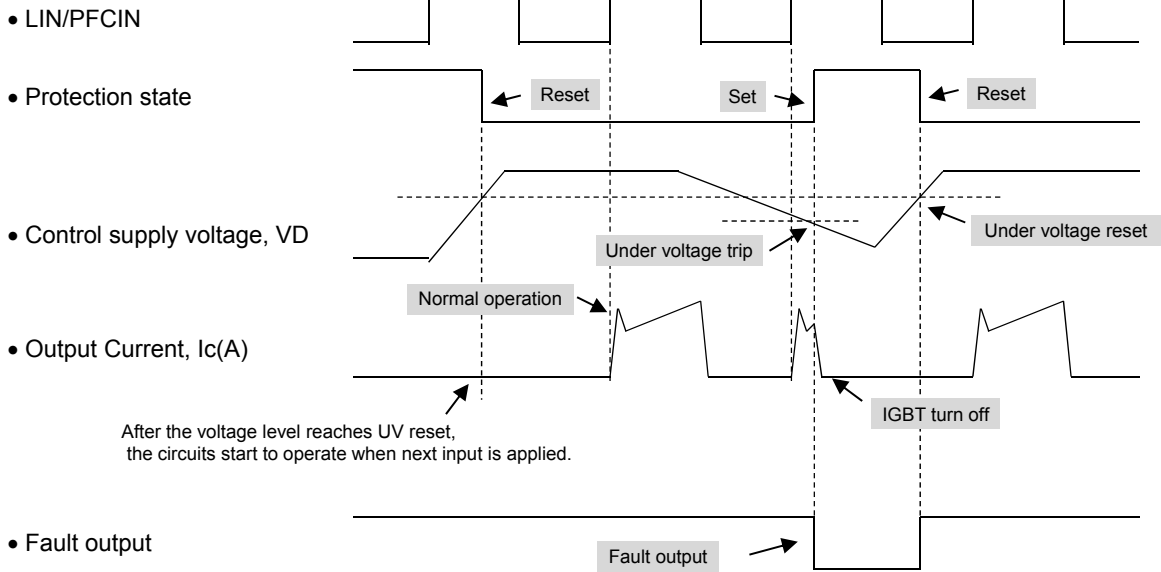 • LIN/PFCIN
• Protection state
Reset
Set
Reset
• Control supply voltage, VD
Under voltage trip
Under voltage reset
Normal operation
• Output Current, Ic(A)
IGBT turn off
After the voltage level reaches UV reset,
the circuits start to operate when next input is applied.
• Fault output
Fault output